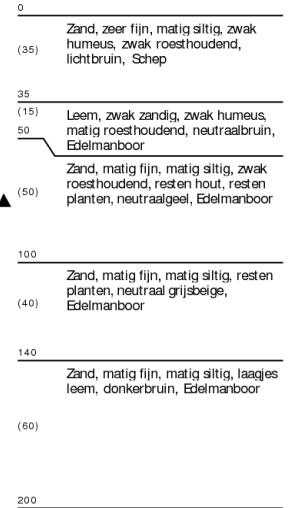 0
Zand, zeer fijn, matig siltig, zwak
humeus, zwak roesthoudend,
lichtbruin, Schep
(35)
35
(15)
Leem, zwak zandig, zwak humeus,
matig roesthoudend, neutraalbruin,
Edelmanboor
50
Zand, matig fijn, matig siltig, zwak
roesthoudend, resten hout, resten
planten, neutraalgeel, Edelmanboor
(50)
100
Zand, matig fijn, matig siltig, resten
planten, neutraal grijsbeige,
Edelmanboor
(40)
140
Zand, matig fijn, matig siltig, laagjes
leem, donkerbruin, Edelmanboor
(60)
200